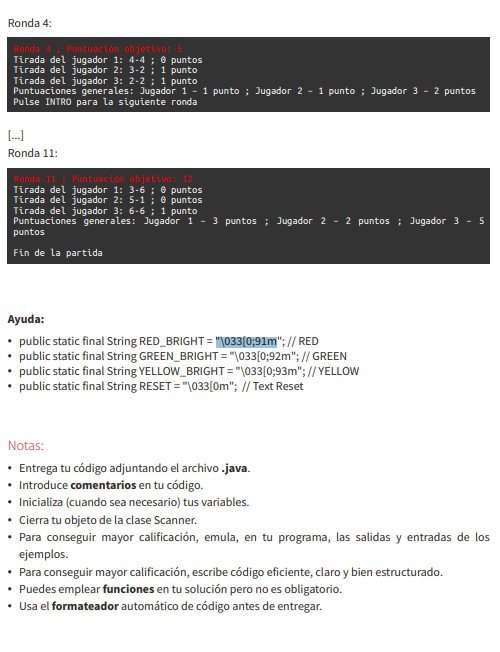 Ronda 4:
Ronda 4 ; Puntuación objetivo: 5
Tirada del jugador 1: 4-4 ; 0 puntos
Tirada del jugador 2: 3-2 ; 1 punto
Tirada del jugador 3: 2-2 ; 1 punto
Puntuaciones generales: Jugador 1 – 1 punto ; Jugador 2 – 1 punto ; Jugador 3 – 2 puntos
Pulse INTRO para la siguiente ronda
[...]
Ronda 11:
Ronda 11 ; Puntuación objetivo: 12
Tirada del jugador 1: 3-6 ; 0 puntos
Tirada del jugador 2: 5-1 ; 0 puntos
Tirada del jugador 3: 6-6 ; 1 punto
Puntuaciones generales: Jugador 1 – 3 puntos ; Jugador 2 – 2 puntos ; Jugador 3 – 5
puntos
Fin de la partida
Ayuda:
• public static final String RED_BRIGHT = "\033[0;91m"; // RED
• public static final String GREEN_BRIGHT = "\033[0;92m"; // GREEN
• public static final String YELLOW_BRIGHT = "\033[0;93m"; // YELLOW
• public static final String RESET = "\033[0m"; // Text Reset
Notas:
• Entrega tu código adjuntando el archivo .java.
• Introduce comentarios en tu código.
• Inicializa (cuando sea necesario) tus variables.
• Cierra tu objeto de la clase Scanner.
• Para conseguir mayor calificación, emula, en tu programa, las salidas y entradas de los
ejemplos.
• Para conseguir mayor calificación, escribe código eficiente, claro y bien estructurado.
• Puedes emplear funciones en tu solución pero no es obligatorio.
• Usa el formateador automático de código antes de entregar.